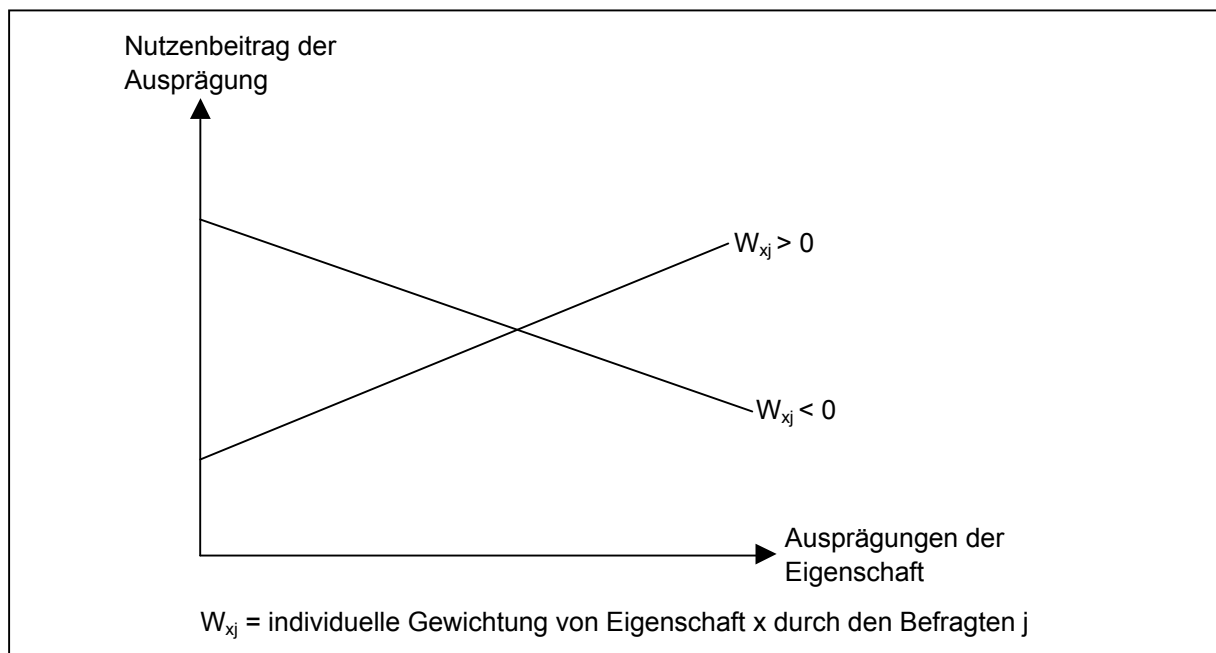 Nutzenbeitrag der
Ausprägung
W_xj > 0
W_xj < 0
Ausprägungen der
Eigenschaft
W_xj = individuelle Gewichtung von Eigenschaft x durch den Befragten j